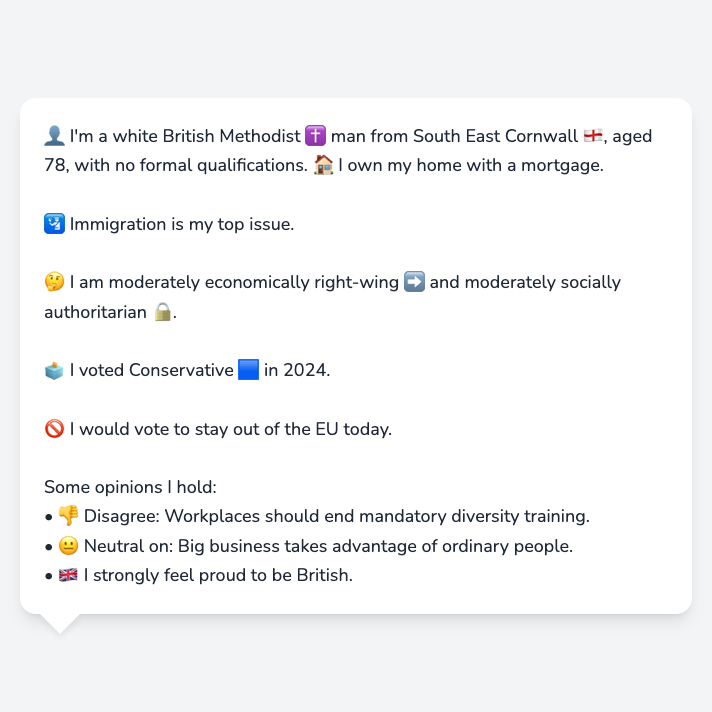 👤 I'm a white British Methodist ✝️ man from South East Cornwall 🏴󠁧󠁢󠁥󠁮󠁧󠁿, aged
78, with no formal qualifications. 🏠 I own my home with a mortgage.
🛂 Immigration is my top issue.
🤔 I am moderately economically right-wing ➡️ and moderately socially
authoritarian 🔒.
🗳️ I voted Conservative 🟦 in 2024.
🚫 I would vote to stay out of the EU today.
Some opinions I hold:
• 👎 Disagree: Workplaces should end mandatory diversity training.
• 😐 Neutral on: Big business takes advantage of ordinary people.
• 🇬🇧 I strongly feel proud to be British.